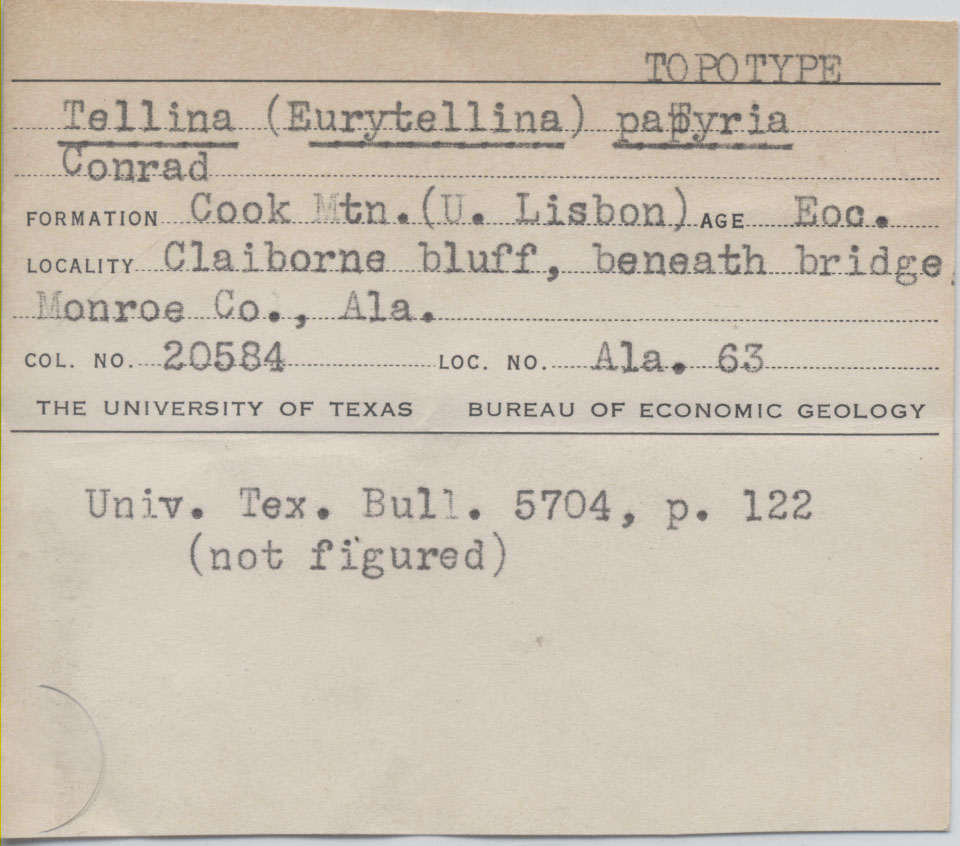 TOPOTYPE
Tellina (Eurytellina) papyria
Conrad
FORMATION Cook Mtn.(U. Lisbon) AGE Eoc.
LOCALITY Claiborne bluff, beneath bridge,
Monroe Co., Ala.
COL. NO. 20584 LOC. NO. Ala. 63
THE UNIVERSITY OF TEXAS BUREAU OF ECONOMIC GEOLOGY
Univ. Tex. Bull. 5704, p. 122
(not figured)